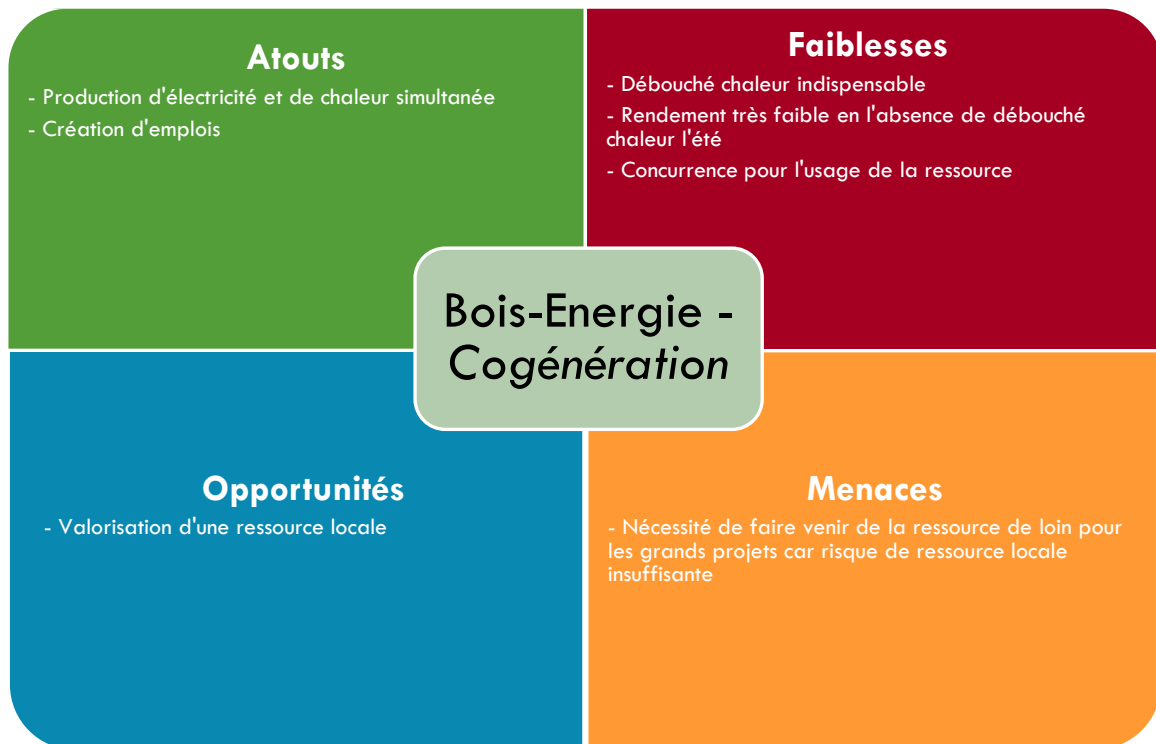 Atouts
- Production d'électricité et de chaleur simultanée
- Création d'emplois
Faiblesses
- Débouché chaleur indispensable
- Rendement très faible en l'absence de débouché
chaleur l'été
- Concurrence pour l'usage de la ressource
Bois-Energie -
Cogénération
Opportunités
- Valorisation d'une ressource locale
Menaces
- Nécessité de faire venir de la ressource de loin pour
les grands projets car risque de ressource locale
insuffisante